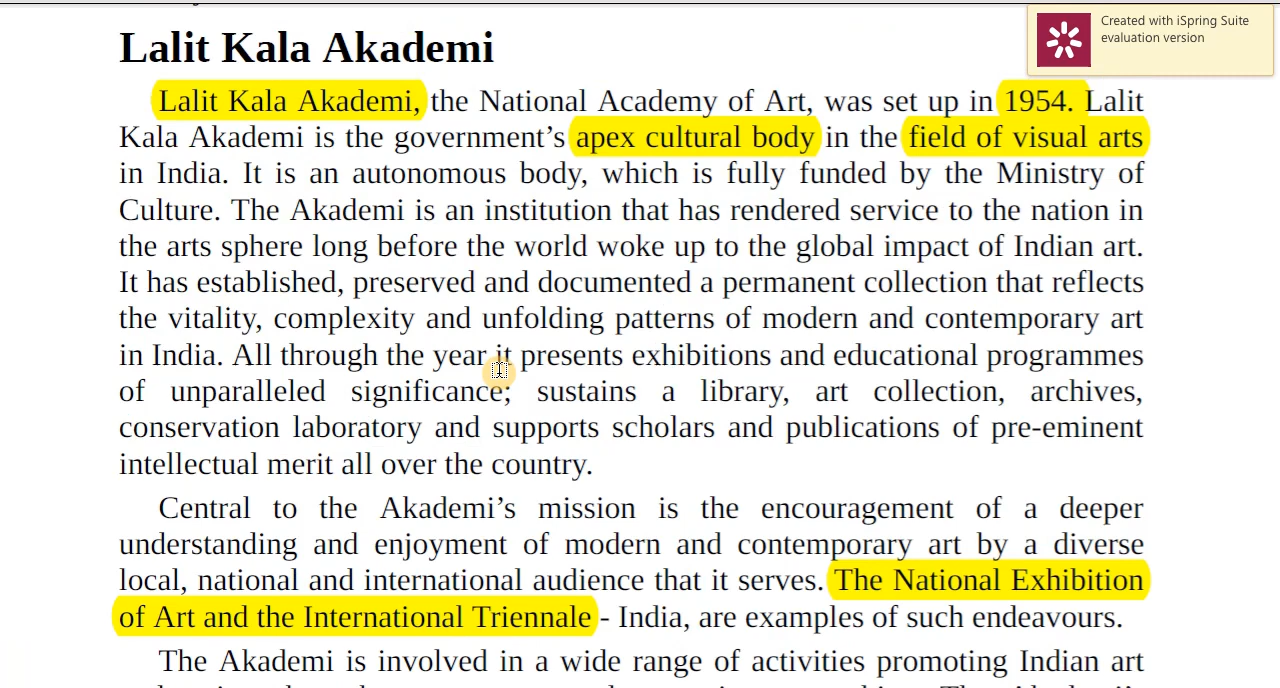 Created with iSpring Suite
evaluation version
Lalit Kala Akademi
Lalit Kala Akademi, the National Academy of Art, was set up in 1954. Lalit
Kala Akademi is the government’s apex cultural body in the field of visual arts
in India. It is an autonomous body, which is fully funded by the Ministry of
Culture. The Akademi is an institution that has rendered service to the nation in
the arts sphere long before the world woke up to the global impact of Indian art.
It has established, preserved and documented a permanent collection that reflects
the vitality, complexity and unfolding patterns of modern and contemporary art
in India. All through the year it presents exhibitions and educational programmes
of unparalleled significance; sustains a library, art collection, archives,
conservation laboratory and supports scholars and publications of pre-eminent
intellectual merit all over the country.
Central to the Akademi’s mission is the encouragement of a deeper
understanding and enjoyment of modern and contemporary art by a diverse
local, national and international audience that it serves. The National Exhibition
of Art and the International Triennale - India, are examples of such endeavours.
The Akademi is involved in a wide range of activities promoting Indian art